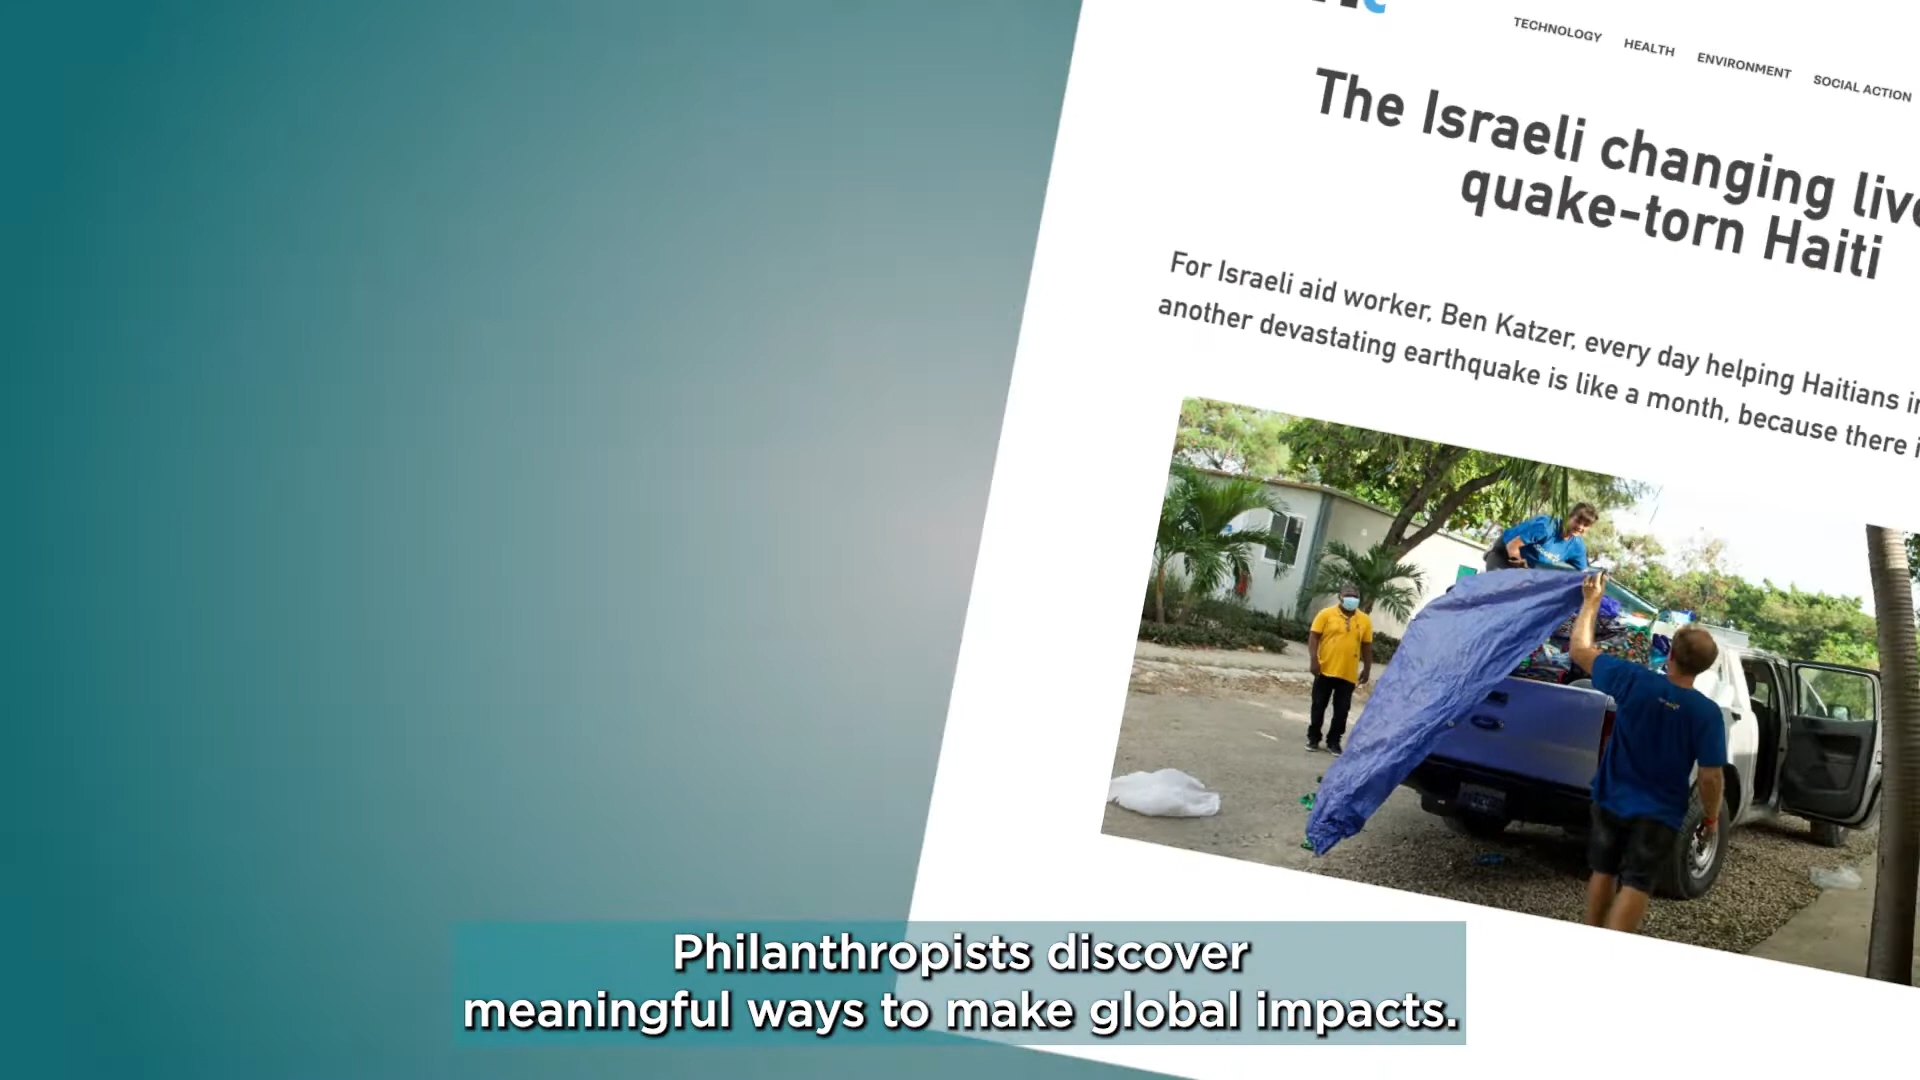 TECHNOLOGY HEALTH ENVIRONMENT SOCIAL ACTION
The Israeli changing
quake-torn Haiti
For Israeli aid worker, Ben Katzer, every day helping Haitians
another devastating earthquake is like a month, because there
Philanthropists discover
meaningful ways to make global impacts.